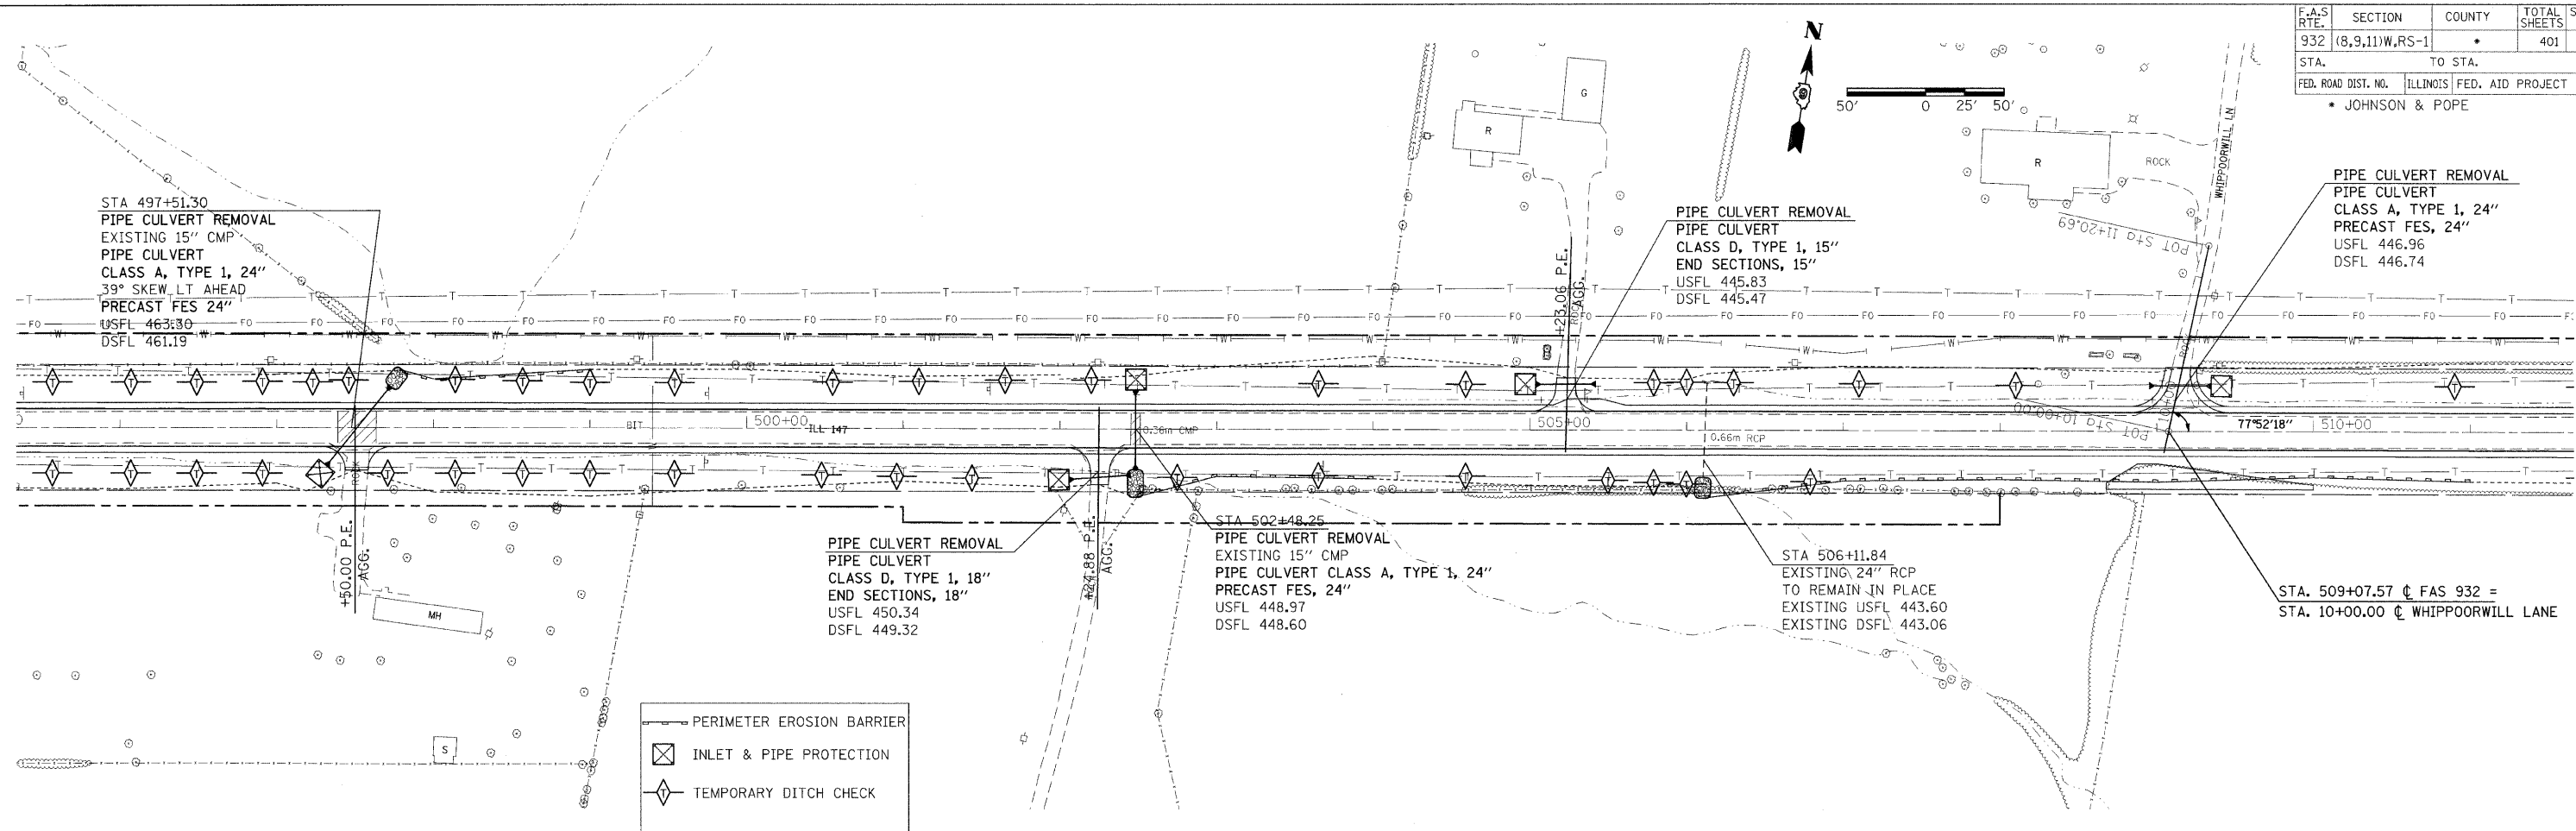 F.A.S RTE. SECTION COUNTY TOTAL SHEETS
932 (8,9,11)W,RS-1 * 401
STA. TO STA.
FED. ROAD DIST. NO. ILLINOIS FED. AID PROJECT
* JOHNSON & POPE
N
50' 0 25' 50'
G
R
R
ROCK
WHIPPOORWILL LN
POT Sta 11+20.69
STA 497+51.30
PIPE CULVERT REMOVAL
EXISTING 15" CMP
PIPE CULVERT
CLASS A, TYPE 1, 24"
39° SKEW LT AHEAD
PRECAST FES 24"
USFL 463.30
DSFL 461.19
PIPE CULVERT REMOVAL
PIPE CULVERT
CLASS D, TYPE 1, 15"
END SECTIONS, 15"
USFL 445.83
DSFL 445.47
PIPE CULVERT REMOVAL
PIPE CULVERT
CLASS A, TYPE 1, 24"
PRECAST FES, 24"
USFL 446.96
DSFL 446.74
+23.06 P.E.
AGG.
BIT
500+00
ILL 147
0.36m CMP
505+00
0.66m RCP
POT Sta 10+00.00
77°52'18"
510+00
+50.00 P.E.
AGG.
MH
S
+24.88 P.E.
AGG.
PIPE CULVERT REMOVAL
PIPE CULVERT
CLASS D, TYPE 1, 18"
END SECTIONS, 18"
USFL 450.34
DSFL 449.32
STA 502+48.25
PIPE CULVERT REMOVAL
EXISTING 15" CMP
PIPE CULVERT CLASS A, TYPE 1, 24"
PRECAST FES, 24"
USFL 448.97
DSFL 448.60
STA 506+11.84
EXISTING 24" RCP
TO REMAIN IN PLACE
EXISTING USFL 443.60
EXISTING DSFL 443.06
STA. 509+07.57 ℄ FAS 932 =
STA. 10+00.00 ℄ WHIPPOORWILL LANE
PERIMETER EROSION BARRIER
INLET & PIPE PROTECTION
T TEMPORARY DITCH CHECK